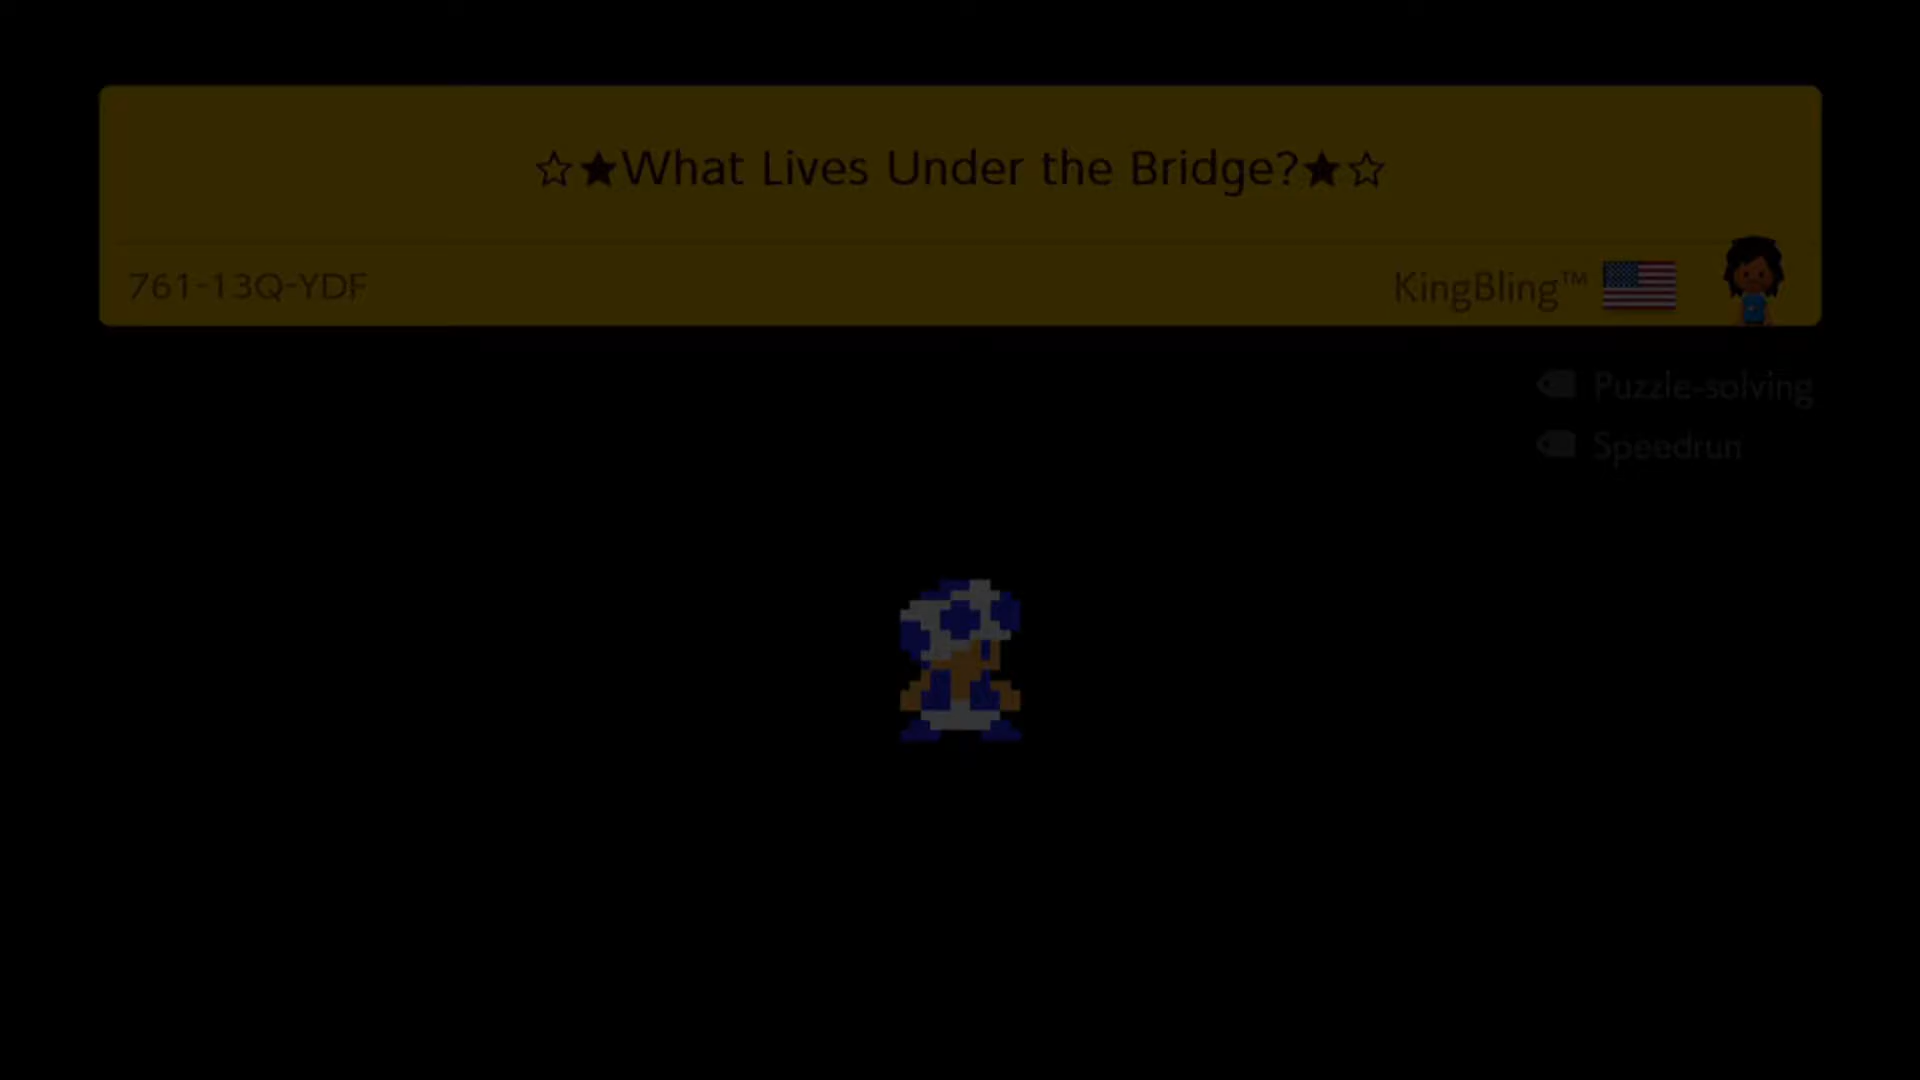 ☆★What Lives Under the Bridge?★☆
761-13Q-YDF
KingBling™
Puzzle-solving
Speedrun